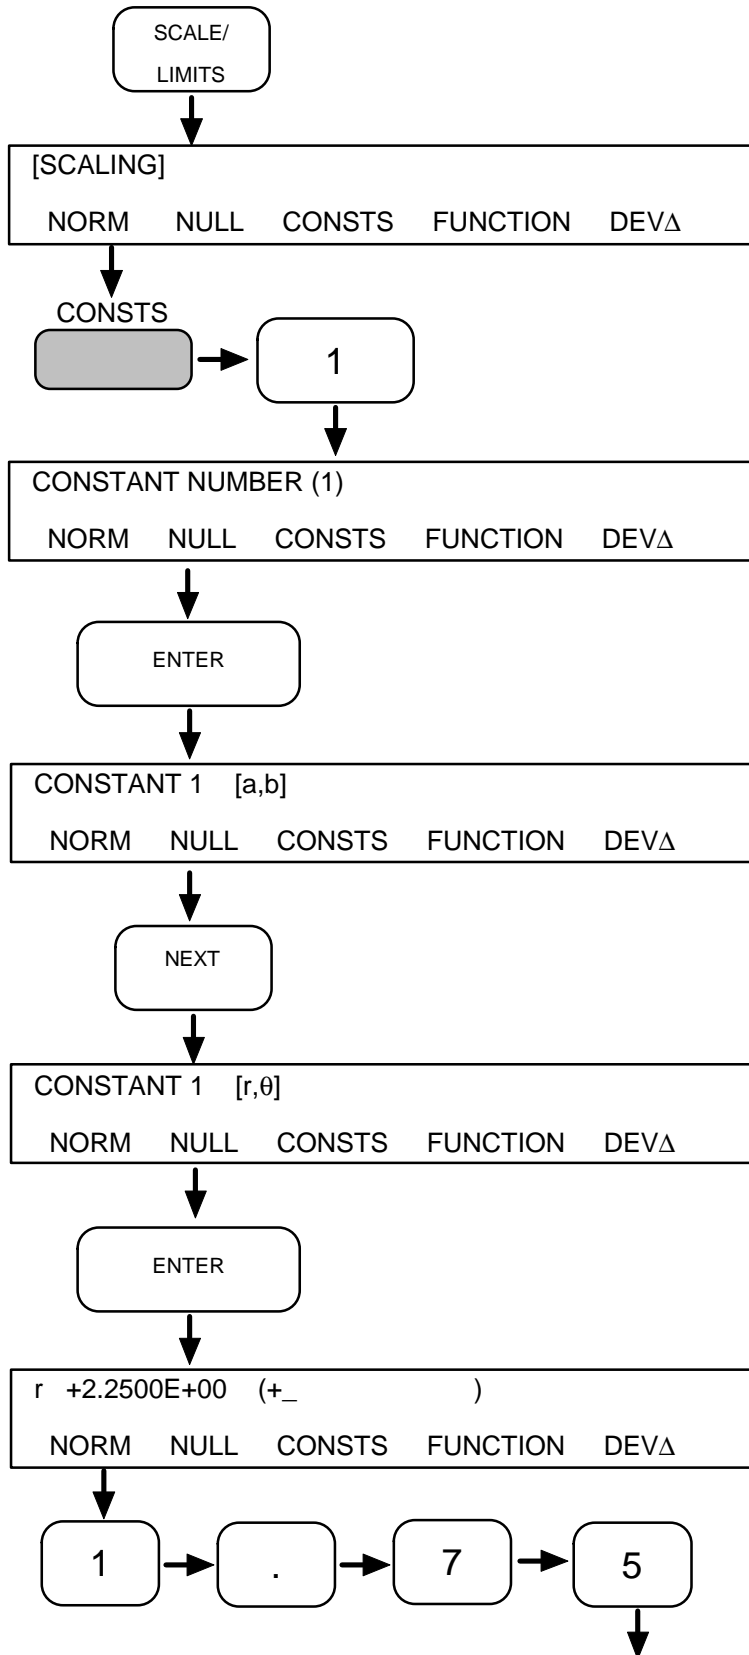 SCALE/
LIMITS
[SCALING]
NORM NULL CONSTS FUNCTION DEVΔ
CONSTS
1
CONSTANT NUMBER (1)
NORM NULL CONSTS FUNCTION DEVΔ
ENTER
CONSTANT 1 [a,b]
NORM NULL CONSTS FUNCTION DEVΔ
NEXT
CONSTANT 1 [r,θ]
NORM NULL CONSTS FUNCTION DEVΔ
ENTER
r +2.2500E+00 (+_ )
NORM NULL CONSTS FUNCTION DEVΔ
1 . 7 5